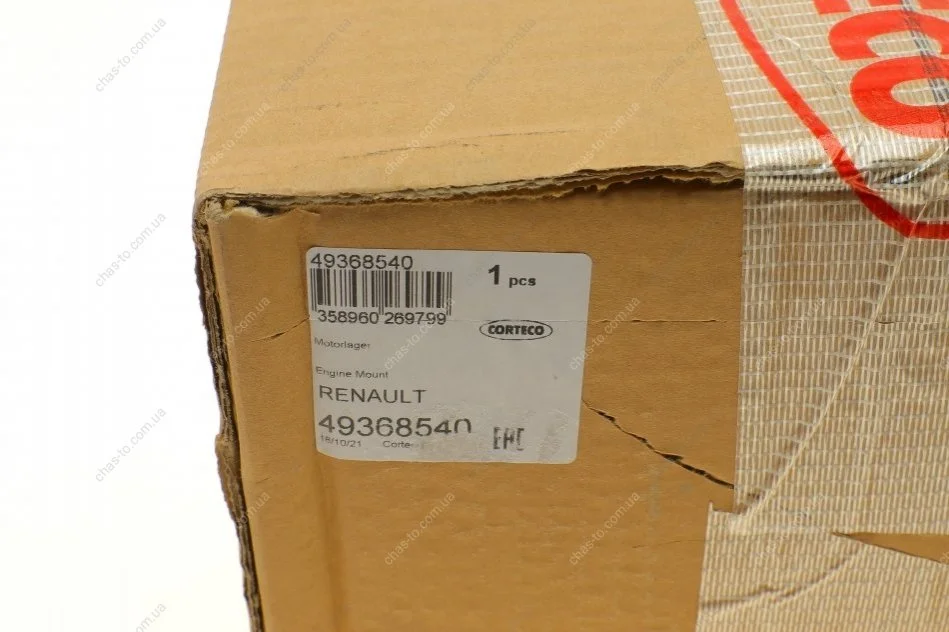 ECO
49368540
1 pcs
358960 269799
CORTECO
Motorlager
Engine Mount
RENAULT
49368540
18/10/21
EAC
chas-to.com.ua